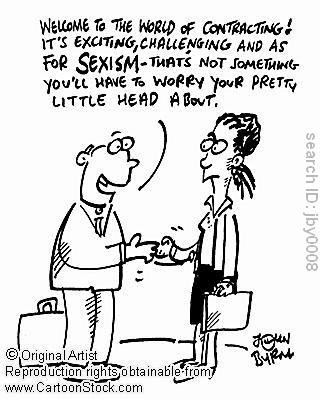 WELCOME TO THE WORLD OF CONTRACTING!
IT'S EXCITING, CHALLENGING AND AS
FOR SEXISM - THAT'S NOT SOMETHING
YOU'LL HAVE TO WORRY YOUR PRETTY
LITTLE HEAD ABOUT.
search ID: jby0008
JOHN
BYRNE
© Original Artist
Reproduction rights obtainable from
www.CartoonStock.com